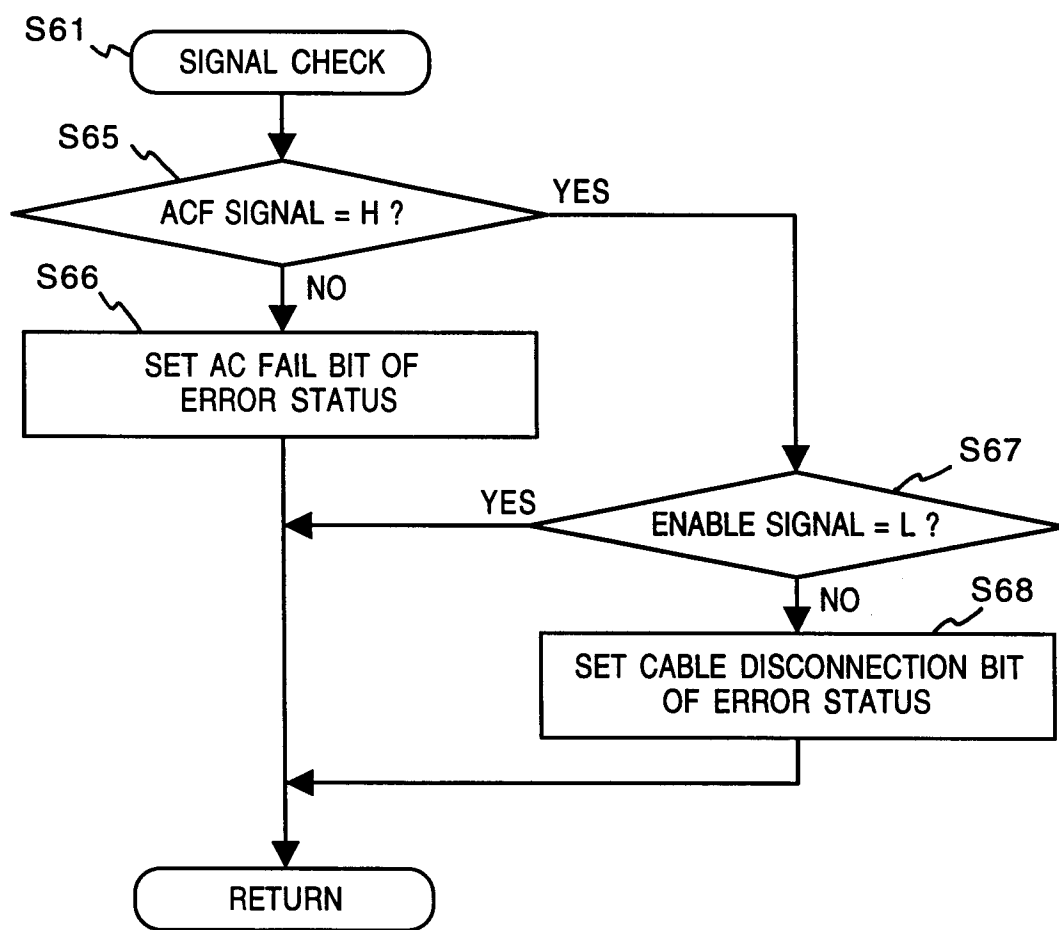 S61
SIGNAL CHECK
S65
ACF SIGNAL = H ?
YES
NO
S66
SET AC FAIL BIT OF
ERROR STATUS
S67
YES
ENABLE SIGNAL = L ?
NO
S68
SET CABLE DISCONNECTION BIT
OF ERROR STATUS
RETURN